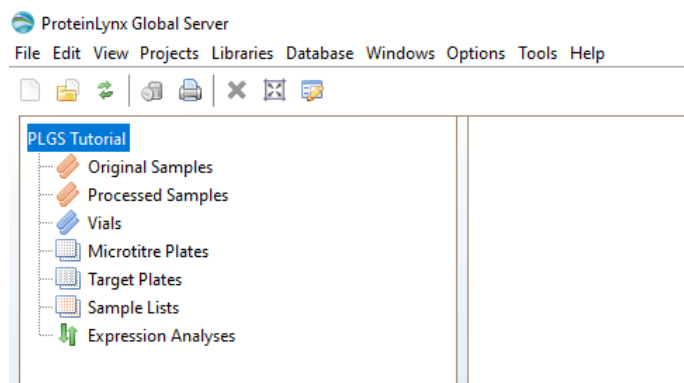 ProteinLynx Global Server
File Edit View Projects Libraries Database Windows Options Tools Help
PLGS Tutorial
Original Samples
Processed Samples
Vials
Microtitre Plates
Target Plates
Sample Lists
Expression Analyses